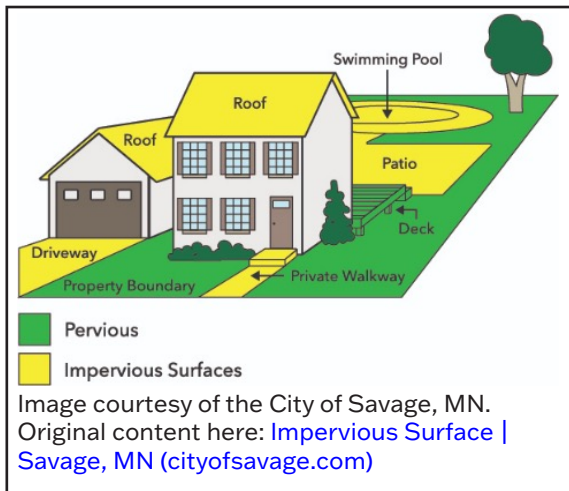 Swimming Pool
Roof
Roof
Patio
Deck
Driveway
Private Walkway
Property Boundary
Pervious
Impervious Surfaces
Image courtesy of the City of Savage, MN.
Original content here: Impervious Surface |
Savage, MN (cityofsavage.com)